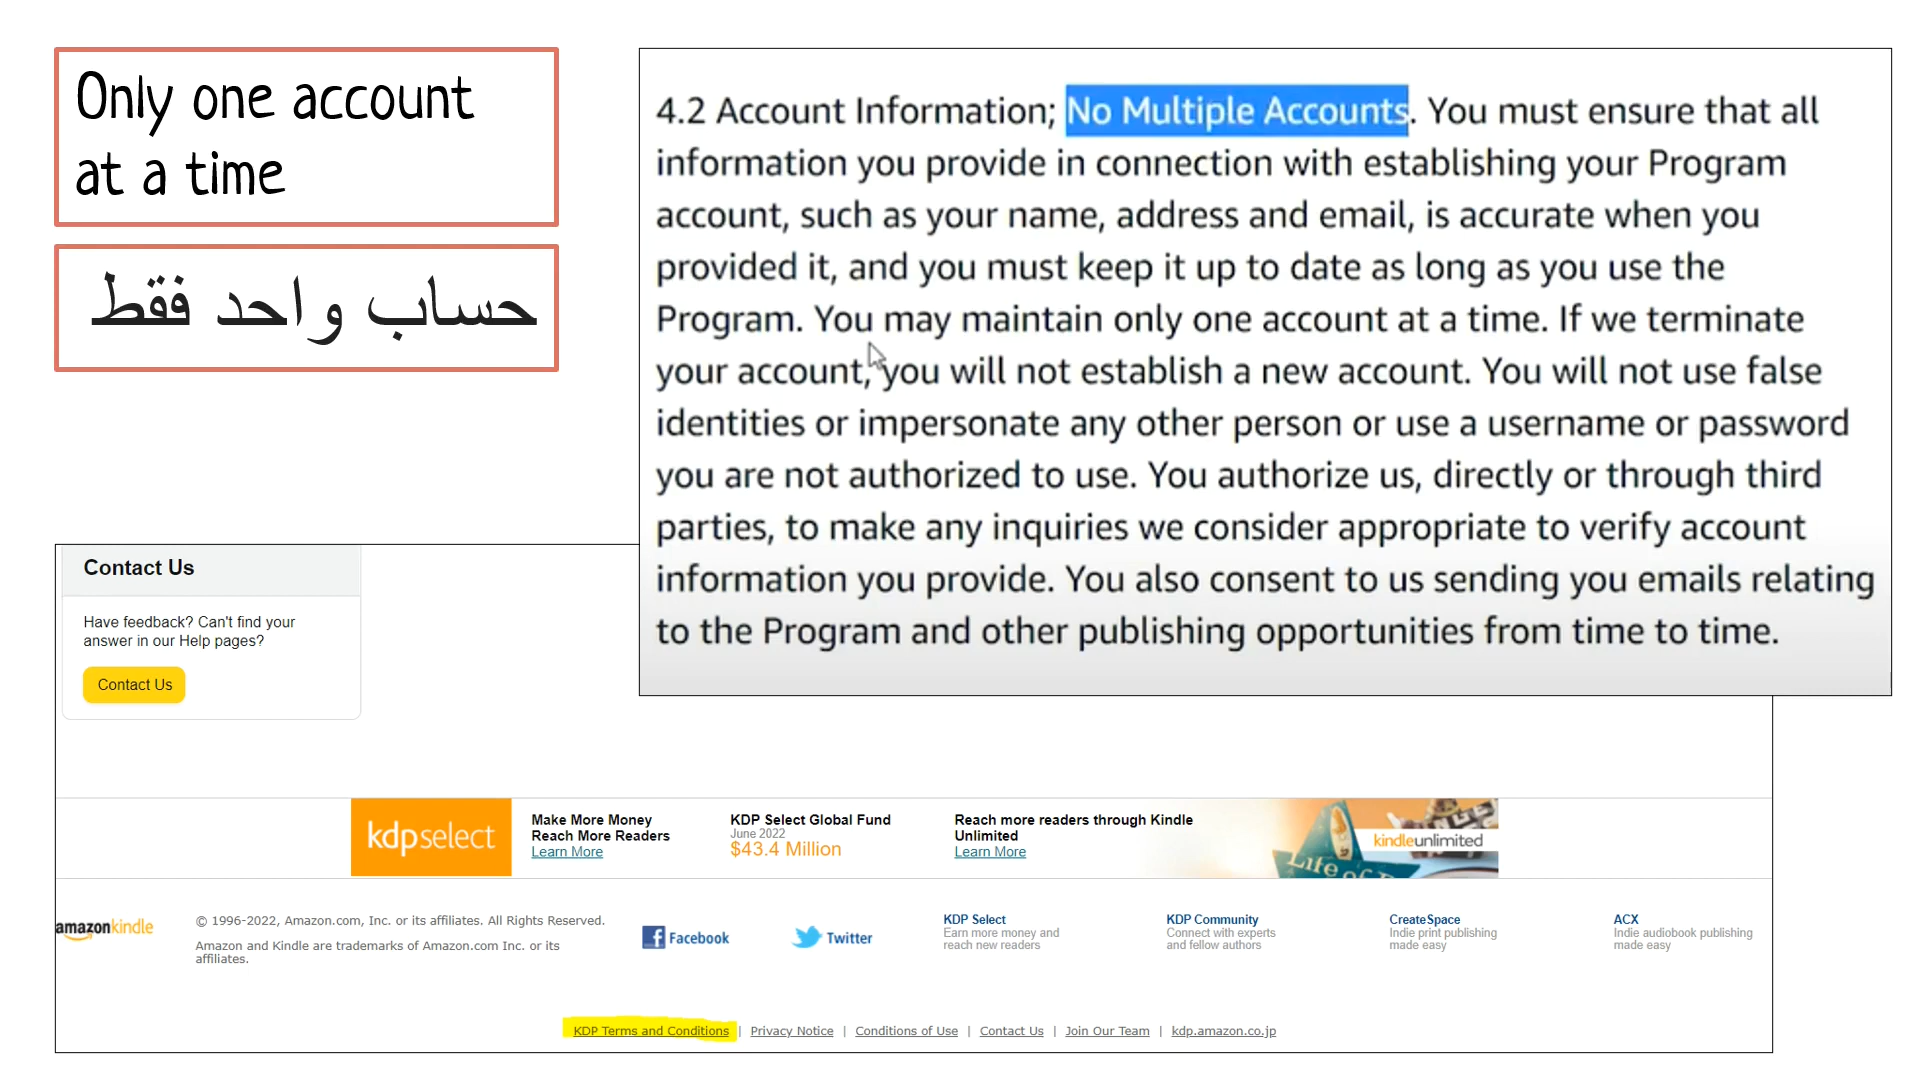 Only one account
at a time
حساب واحد فقط
4.2 Account Information; No Multiple Accounts. You must ensure that all
information you provide in connection with establishing your Program
account, such as your name, address and email, is accurate when you
provided it, and you must keep it up to date as long as you use the
Program. You may maintain only one account at a time. If we terminate
your account, you will not establish a new account. You will not use false
identities or impersonate any other person or use a username or password
you are not authorized to use. You authorize us, directly or through third
parties, to make any inquiries we consider appropriate to verify account
information you provide. You also consent to us sending you emails relating
to the Program and other publishing opportunities from time to time.
Contact Us
Have feedback? Can't find your
answer in our Help pages?
Contact Us
kdpselect
Make More Money
Reach More Readers
Learn More
KDP Select Global Fund
June 2022
$43.4 Million
Reach more readers through Kindle
Unlimited
Learn More
Life of
kindleunlimited
amazonkindle
© 1996-2022, Amazon.com, Inc. or its affiliates. All Rights Reserved.
Amazon and Kindle are trademarks of Amazon.com Inc. or its
affiliates.
Facebook
Twitter
KDP Select
Earn more money and
reach new readers
KDP Community
Connect with experts
and fellow authors
CreateSpace
Indie print publishing
made easy
ACX
Indie audiobook publishing
made easy
KDP Terms and Conditions | Privacy Notice | Conditions of Use | Contact Us | Join Our Team | kdp.amazon.co.jp